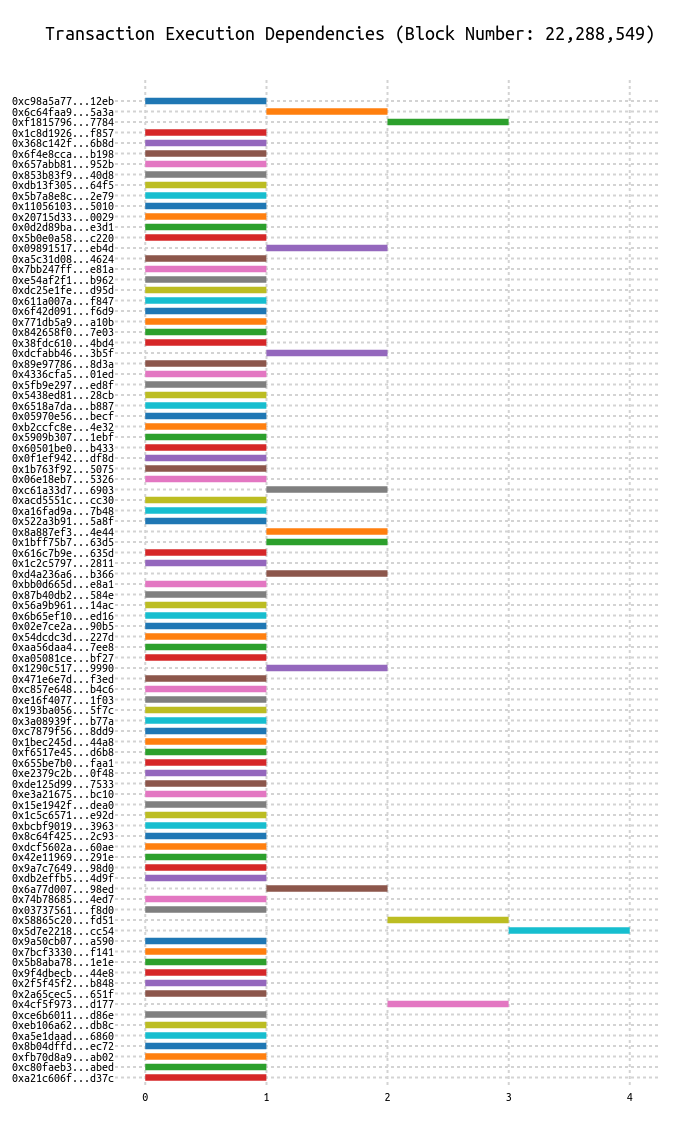 Transaction Execution Dependencies (Block Number: 22,288,549)
0xc98a5a77...12eb
0x6c64faa9...5a3a
0xf1815796...7784
0x1c8d1926...f857
0x368c142f...6b8d
0x6f4e8cca...b198
0x657abb81...952b
0x853b83f9...40d8
0xdb13f305...64f5
0x5b7a8e8c...2e79
0x11056103...5010
0x20715d33...0029
0x0d2d89ba...e3d1
0x5b0e0a58...c220
0x09891517...eb4d
0xa5c31d08...4624
0x7bb247ff...e81a
0xe54af2f1...b962
0xdc25e1fe...d95d
0x611a007a...f847
0x6f42d091...f6d9
0x771db5a9...a10b
0x842658f0...7e03
0x38fdc610...4bd4
0xdcfabb46...3b5f
0x89e97786...8d3a
0x4336cfa5...01ed
0x5fb9e297...ed8f
0x5438ed81...28cb
0x6518a7da...b887
0x05970e56...becf
0xb2ccfc8e...4e32
0x5909b307...1ebf
0x60501be0...b433
0x0f1ef942...df8d
0x1b763f92...5075
0x06e18eb7...5326
0xc61a33d7...6903
0xacd5551c...cc30
0xa16fad9a...7b48
0x522a3b91...5a8f
0x8a887ef3...4e44
0x1bff75b7...63d5
0x616c7b9e...635d
0x1c2c5797...2811
0xd4a236a6...b366
0xbb0d665d...e8a1
0x87b40db2...584e
0x56a9b961...14ac
0x6b65ef10...ed16
0x02e7ce2a...90b5
0x54dcdc3d...227d
0xaa56daa4...7ee8
0xa05081ce...bf27
0x1290c517...9990
0x471e6e7d...f3ed
0xc857e648...b4c6
0xe16f4077...1f03
0x193ba056...5f7c
0x3a08939f...b77a
0xc7879f56...8dd9
0x1bec245d...44a8
0xf6517e45...d6b8
0x655be7b0...faa1
0xe2379c2b...0f48
0xde125d99...7533
0xe3a21675...bc10
0x15e1942f...dea0
0x1c5c6571...e92d
0xbcbf9019...3963
0x8c64f425...2c93
0xdcf5602a...60ae
0x42e11969...291e
0x9a7c7649...98d0
0xdb2effb5...4d9f
0x6a77d007...98ed
0x74b78685...4ed7
0x03737561...f8d0
0x58865c20...fd51
0x5d7e2218...cc54
0x9a50cb07...a590
0x7bcf3330...f141
0x5b8aba78...1e1e
0x9f4dbecb...44e8
0x2f5f45f2...b848
0x2a65cec5...651f
0x4cf5f973...d177
0xce6b6011...d86e
0xeb106a62...db8c
0xa5e1daad...6860
0x8b04dffd...ec72
0xfb70d8a9...ab02
0xc80faeb3...abed
0xa21c606f...d37c
0 1 2 3 4